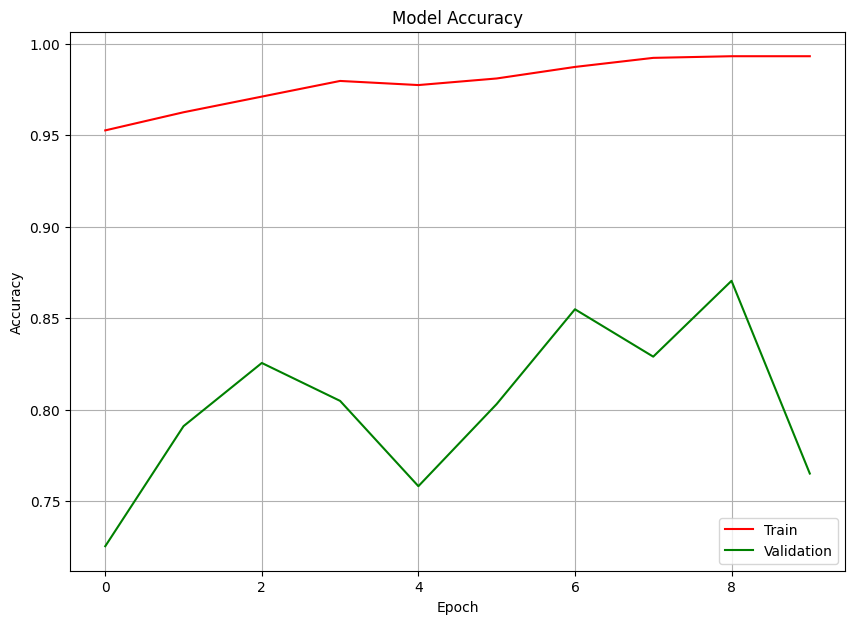 Model Accuracy
1.00
0.95
0.90
0.85
0.80
0.75
Accuracy
0 2 4 6 8
Epoch
Train
Validation